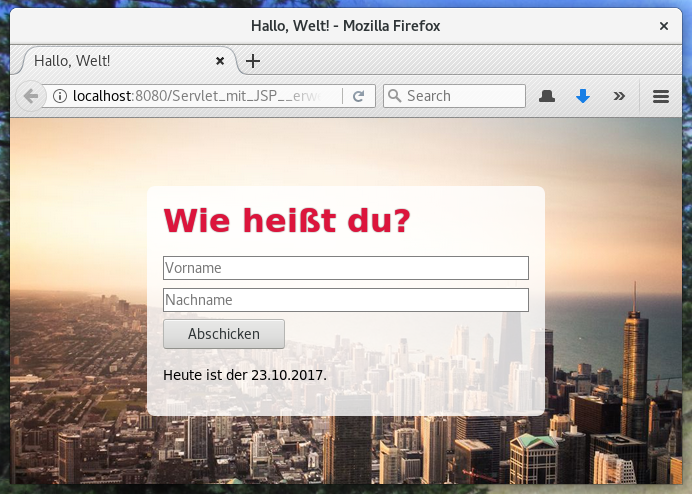 Hallo, Welt! - Mozilla Firefox
Hallo, Welt!
localhost:8080/Servlet_mit_JSP__erwe
Search
Wie heißt du?
Vorname
Nachname
Abschicken
Heute ist der 23.10.2017.